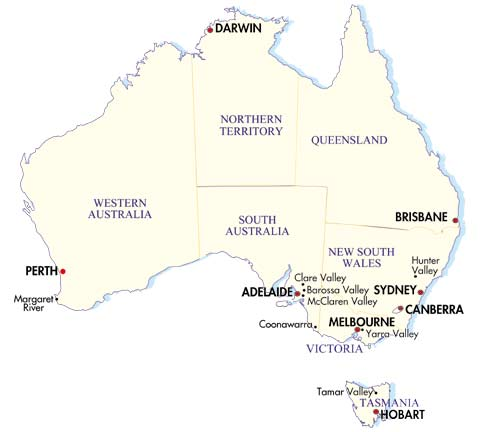 DARWIN
NORTHERN
TERRITORY
QUEENSLAND
WESTERN
AUSTRALIA
SOUTH
AUSTRALIA
BRISBANE
NEW SOUTH
WALES
Hunter
Valley
PERTH
Clare Valley
ADELAIDE
Barossa Valley
SYDNEY
McClaren Valley
Margaret
River
CANBERRA
Coonawarra
MELBOURNE
Yarra Valley
VICTORIA
Tamar Valley
TASMANIA
HOBART